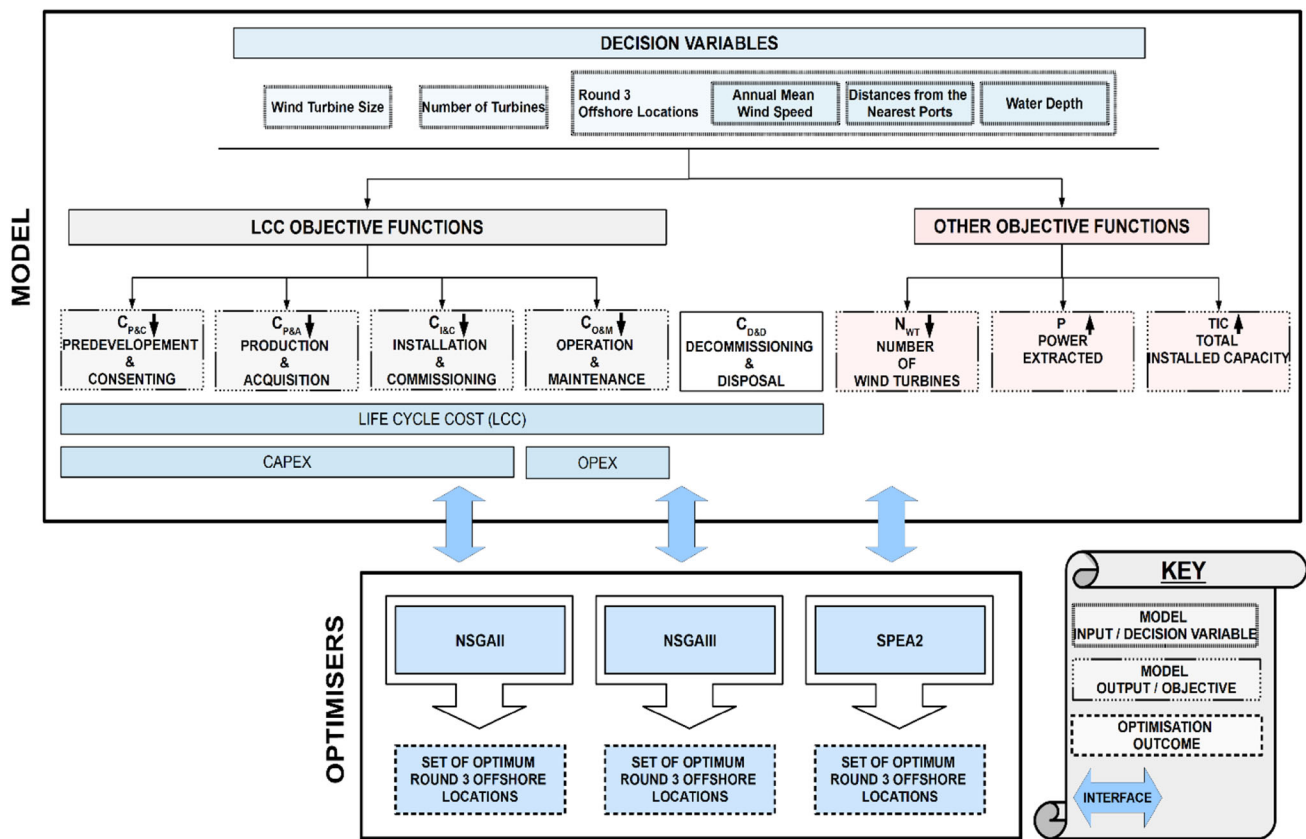 MODEL
DECISION VARIABLES
Wind Turbine Size
Number of Turbines
Round 3
Offshore Locations
Annual Mean
Wind Speed
Distances from the
Nearest Ports
Water Depth
LCC OBJECTIVE FUNCTIONS
OTHER OBJECTIVE FUNCTIONS
CP&C
PREDEVELOPEMENT
&
CONSENTING
CP&A
PRODUCTION
&
ACQUISITION
CI&C
INSTALLATION
&
COMMISSIONING
CO&M
OPERATION
&
MAINTENANCE
CD&D
DECOMMISSIONING
&
DISPOSAL
NWT
NUMBER
OF
WIND TURBINES
P
POWER
EXTRACTED
TIC
TOTAL
INSTALLED CAPACITY
LIFE CYCLE COST (LCC)
CAPEX
OPEX
OPTIMISERS
NSGAII
NSGAIII
SPEA2
SET OF OPTIMUM
ROUND 3 OFFSHORE
LOCATIONS
SET OF OPTIMUM
ROUND 3 OFFSHORE
LOCATIONS
SET OF OPTIMUM
ROUND 3 OFFSHORE
LOCATIONS
KEY
MODEL
INPUT / DECISION VARIABLE
MODEL
OUTPUT / OBJECTIVE
OPTIMISATION
OUTCOME
INTERFACE